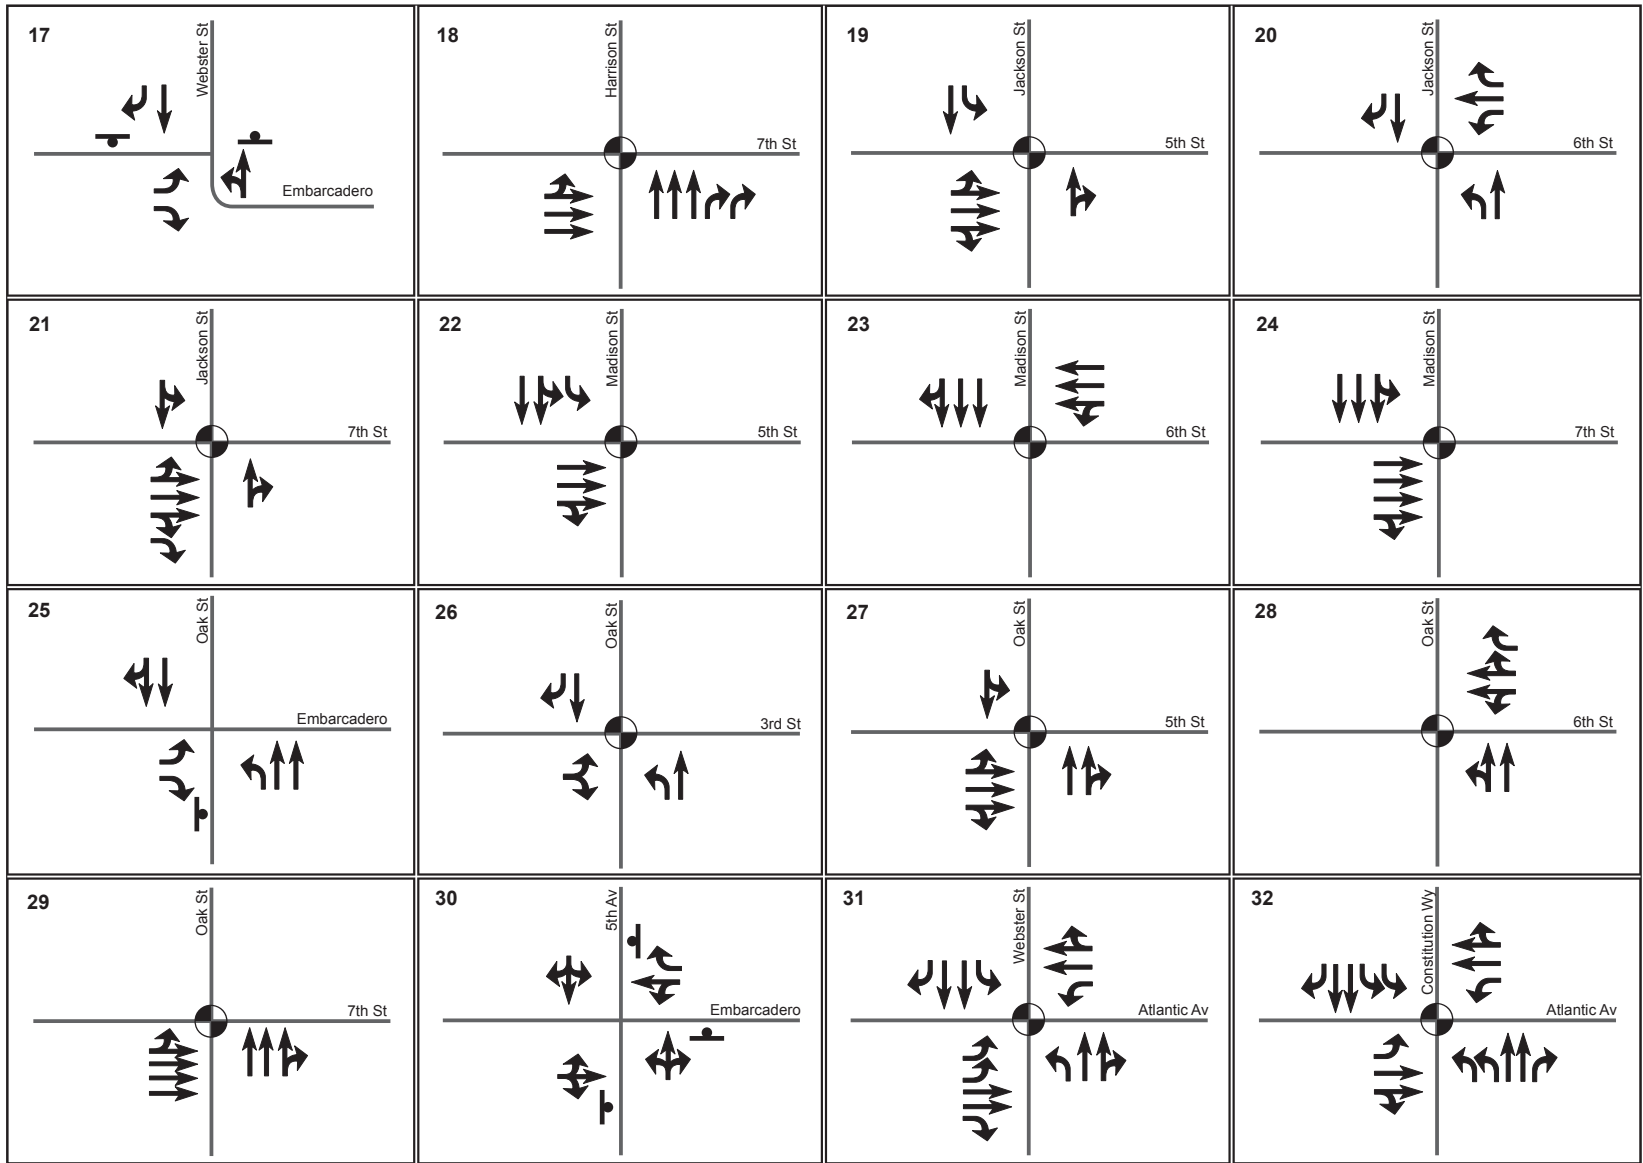 17
Webster St
Embarcadero
18
Harrison St
7th St
19
Jackson St
5th St
20
Jackson St
6th St
21
Jackson St
7th St
22
Madison St
5th St
23
Madison St
6th St
24
Madison St
7th St
25
Oak St
Embarcadero
26
Oak St
3rd St
27
Oak St
5th St
28
Oak St
6th St
29
Oak St
7th St
30
5th Av
Embarcadero
31
Webster St
Atlantic Av
32
Constitution Wy
Atlantic Av